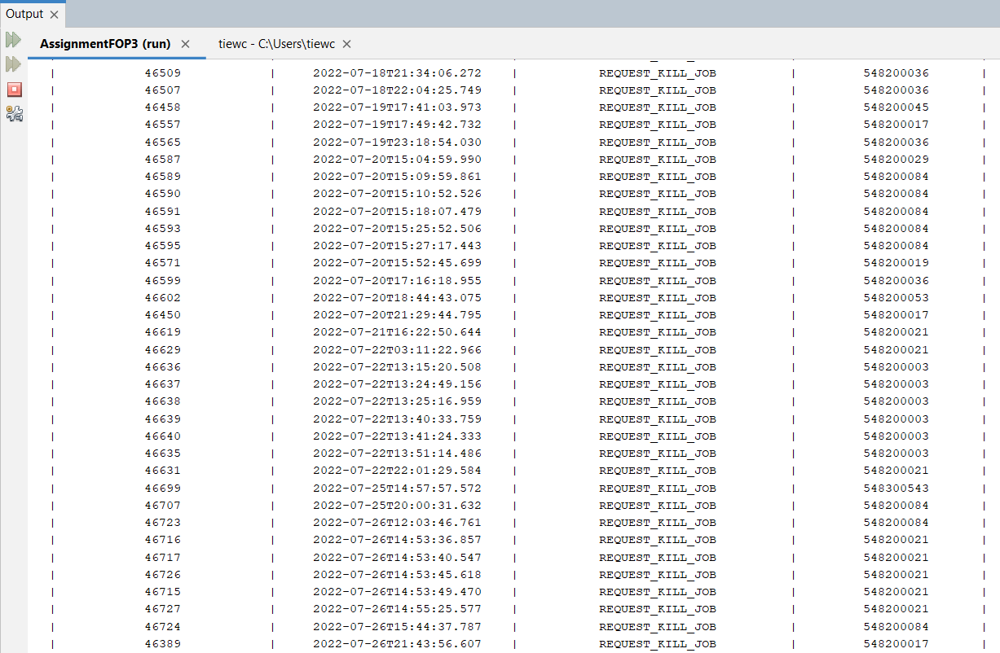 Output
AssignmentFOP3 (run) tiewc - C:\Users\tiewc
| 46509 | 2022-07-18T21:34:06.272 | REQUEST_KILL_JOB | 548200036 |
| 46507 | 2022-07-18T22:04:25.749 | REQUEST_KILL_JOB | 548200036 |
| 46458 | 2022-07-19T17:41:03.973 | REQUEST_KILL_JOB | 548200045 |
| 46557 | 2022-07-19T17:49:42.732 | REQUEST_KILL_JOB | 548200017 |
| 46565 | 2022-07-19T23:18:54.030 | REQUEST_KILL_JOB | 548200036 |
| 46587 | 2022-07-20T15:04:59.990 | REQUEST_KILL_JOB | 548200029 |
| 46589 | 2022-07-20T15:09:59.861 | REQUEST_KILL_JOB | 548200084 |
| 46590 | 2022-07-20T15:10:52.526 | REQUEST_KILL_JOB | 548200084 |
| 46591 | 2022-07-20T15:18:07.479 | REQUEST_KILL_JOB | 548200084 |
| 46593 | 2022-07-20T15:25:52.506 | REQUEST_KILL_JOB | 548200084 |
| 46595 | 2022-07-20T15:27:17.443 | REQUEST_KILL_JOB | 548200084 |
| 46571 | 2022-07-20T15:52:45.699 | REQUEST_KILL_JOB | 548200019 |
| 46599 | 2022-07-20T17:16:18.955 | REQUEST_KILL_JOB | 548200036 |
| 46602 | 2022-07-20T18:44:43.075 | REQUEST_KILL_JOB | 548200053 |
| 46450 | 2022-07-20T21:29:44.795 | REQUEST_KILL_JOB | 548200017 |
| 46619 | 2022-07-21T16:22:50.644 | REQUEST_KILL_JOB | 548200021 |
| 46629 | 2022-07-22T03:11:22.966 | REQUEST_KILL_JOB | 548200021 |
| 46636 | 2022-07-22T13:15:20.508 | REQUEST_KILL_JOB | 548200003 |
| 46637 | 2022-07-22T13:24:49.156 | REQUEST_KILL_JOB | 548200003 |
| 46638 | 2022-07-22T13:25:16.959 | REQUEST_KILL_JOB | 548200003 |
| 46639 | 2022-07-22T13:40:33.759 | REQUEST_KILL_JOB | 548200003 |
| 46640 | 2022-07-22T13:41:24.333 | REQUEST_KILL_JOB | 548200003 |
| 46635 | 2022-07-22T13:51:14.486 | REQUEST_KILL_JOB | 548200003 |
| 46631 | 2022-07-22T22:01:29.584 | REQUEST_KILL_JOB | 548200021 |
| 46699 | 2022-07-25T14:57:57.572 | REQUEST_KILL_JOB | 548300543 |
| 46707 | 2022-07-25T20:00:31.632 | REQUEST_KILL_JOB | 548200084 |
| 46723 | 2022-07-26T12:03:46.761 | REQUEST_KILL_JOB | 548200084 |
| 46716 | 2022-07-26T14:53:36.857 | REQUEST_KILL_JOB | 548200021 |
| 46717 | 2022-07-26T14:53:40.547 | REQUEST_KILL_JOB | 548200021 |
| 46726 | 2022-07-26T14:53:45.618 | REQUEST_KILL_JOB | 548200021 |
| 46715 | 2022-07-26T14:53:49.470 | REQUEST_KILL_JOB | 548200021 |
| 46727 | 2022-07-26T14:55:25.577 | REQUEST_KILL_JOB | 548200021 |
| 46724 | 2022-07-26T15:44:37.787 | REQUEST_KILL_JOB | 548200084 |
| 46389 | 2022-07-26T21:43:56.607 | REQUEST_KILL_JOB | 548200017 |